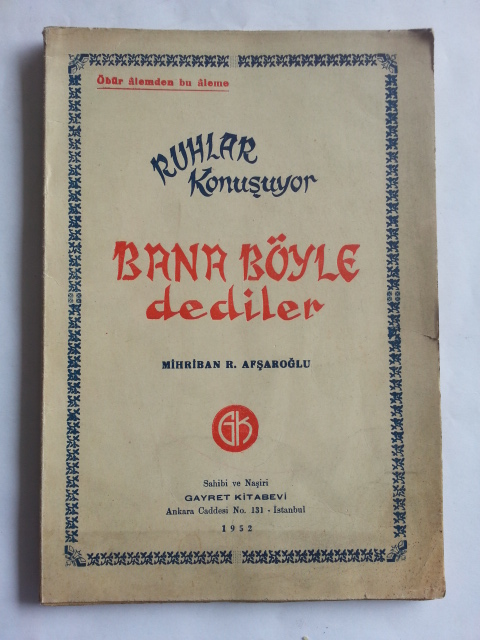 Öbür âlemden bu âleme
RUHLAR
Konuşuyor
BANA BÖYLE
dediler
MİHRİBAN R. AFŞAROĞLU
GK
Sahibi ve Naşiri
GAYRET KİTABEVİ
Ankara Caddesi No. 131 - İstanbul
1952